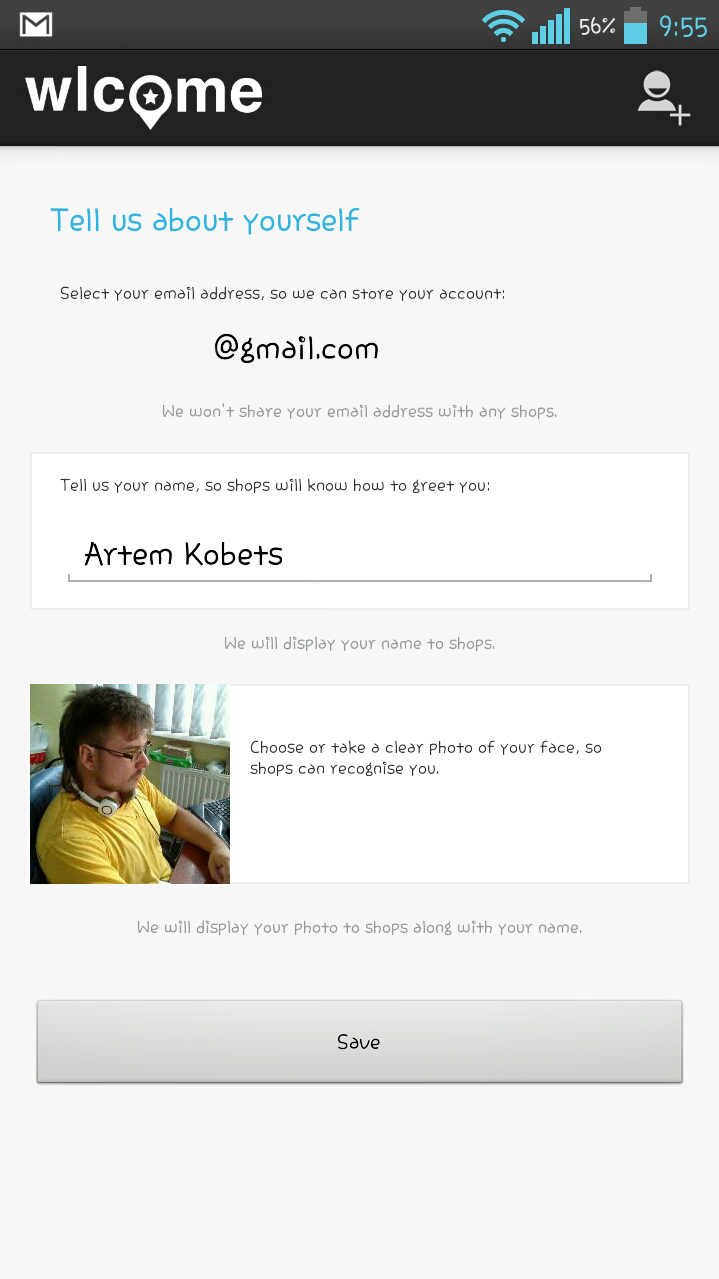 56% 9:55
wlcome
Tell us about yourself
Select your email address, so we can store your account:
@gmail.com
We won't share your email address with any shops.
Tell us your name, so shops will know how to greet you:
Artem Kobets
We will display your name to shops.
Choose or take a clear photo of your face, so
shops can recognise you.
We will display your photo to shops along with your name.
Save